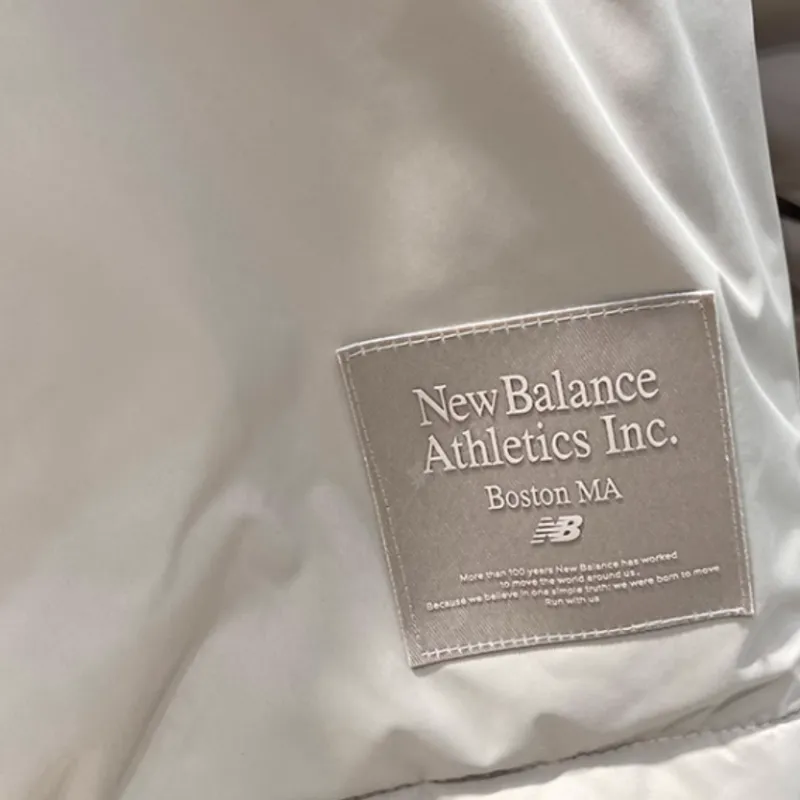 New Balance
Athletics Inc.
Boston MA
NB
More than 100 years New Balance has worked
to move the world around us.
Because we believe in one simple truth: we were born to move
Run with us